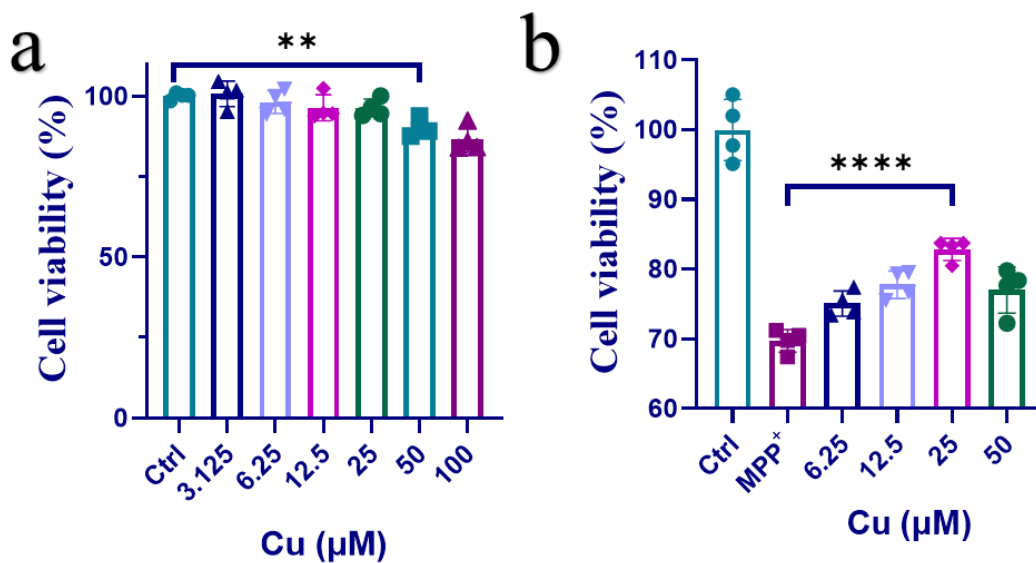 a
**
Cell viability (%)
100
50
0
Ctrl
3.125
6.25
12.5
25
50
100
Cu (μM)
b
****
Cell viability (%)
110
100
90
80
70
60
Ctrl
MPP⁺
6.25
12.5
25
50
Cu (μM)